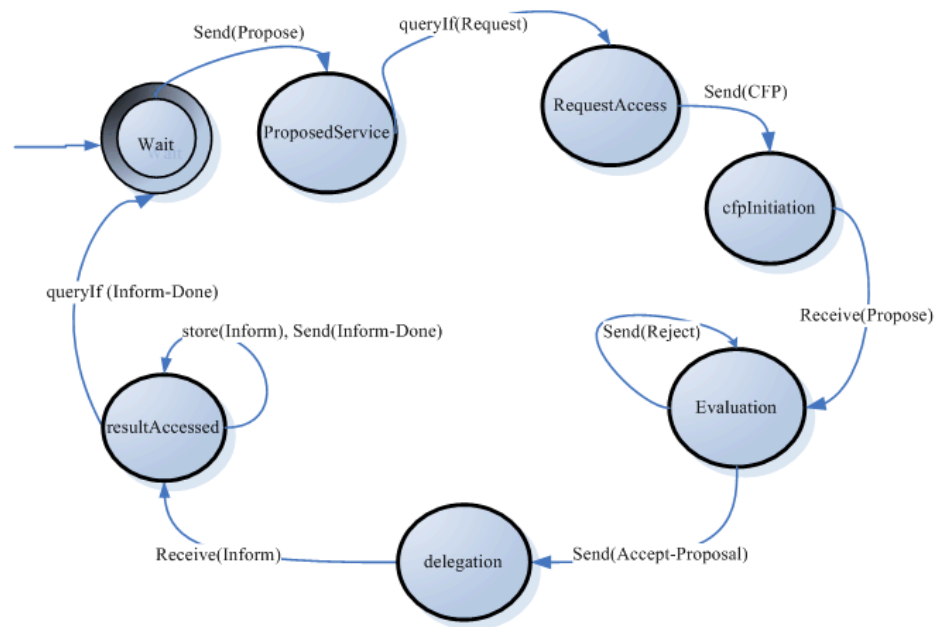 Send(Propose)
queryIf(Request)
Wait
ProposedService
RequestAccess
Send(CFP)
cfpInitiation
queryIf (Inform-Done)
Receive(Propose)
store(Inform), Send(Inform-Done)
Send(Reject)
resultAccessed
Evaluation
Receive(Inform)
delegation
Send(Accept-Proposal)